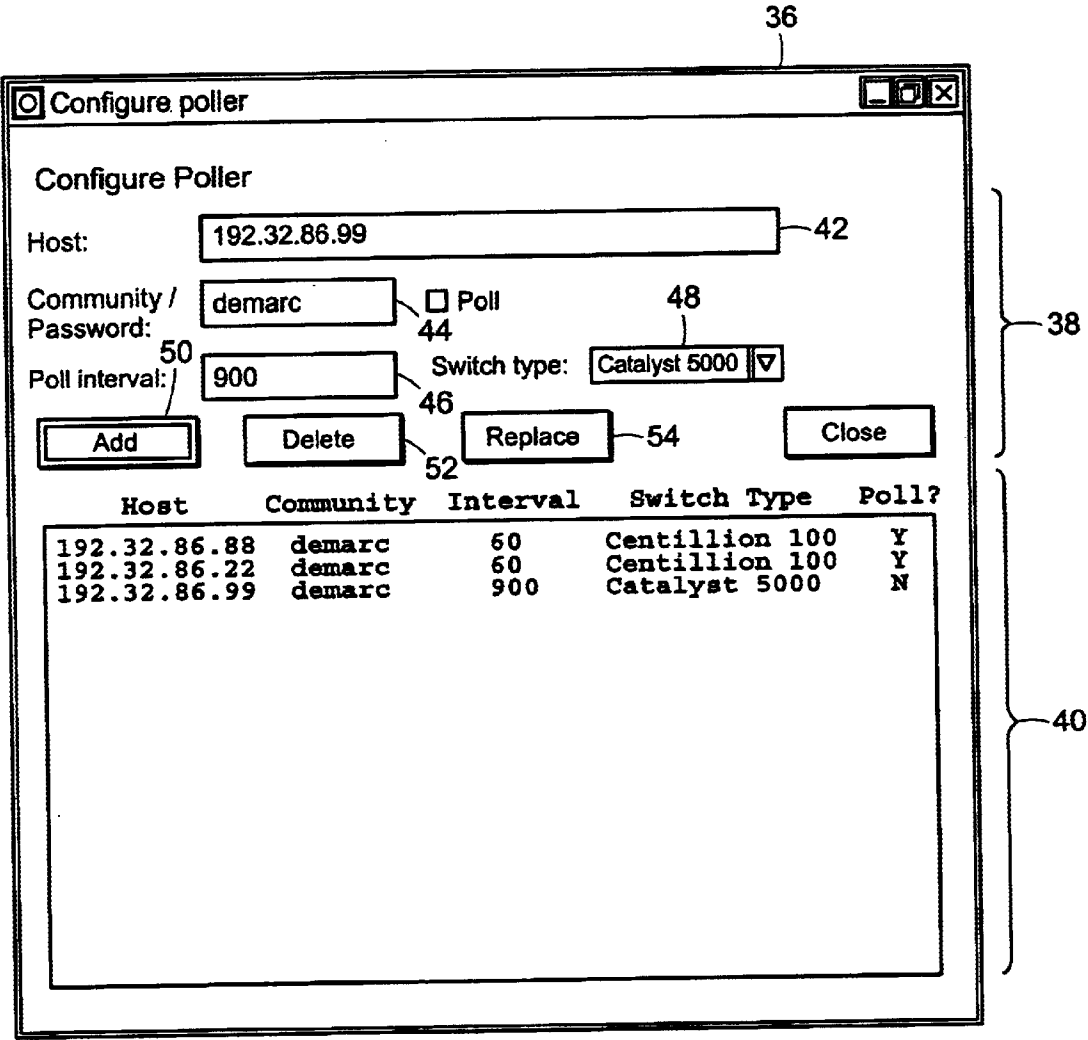 36
Configure poller
Configure Poller
Host: 192.32.86.99 42
Community / Password: demarc 44 Poll 48
38
50
Poll interval: 900 46 Switch type: Catalyst 5000
Add Delete 52 Replace 54 Close
Host Community Interval Switch Type Poll?
192.32.86.88 demarc 60 Centillion 100 Y
192.32.86.22 demarc 60 Centillion 100 Y
192.32.86.99 demarc 900 Catalyst 5000 N
40